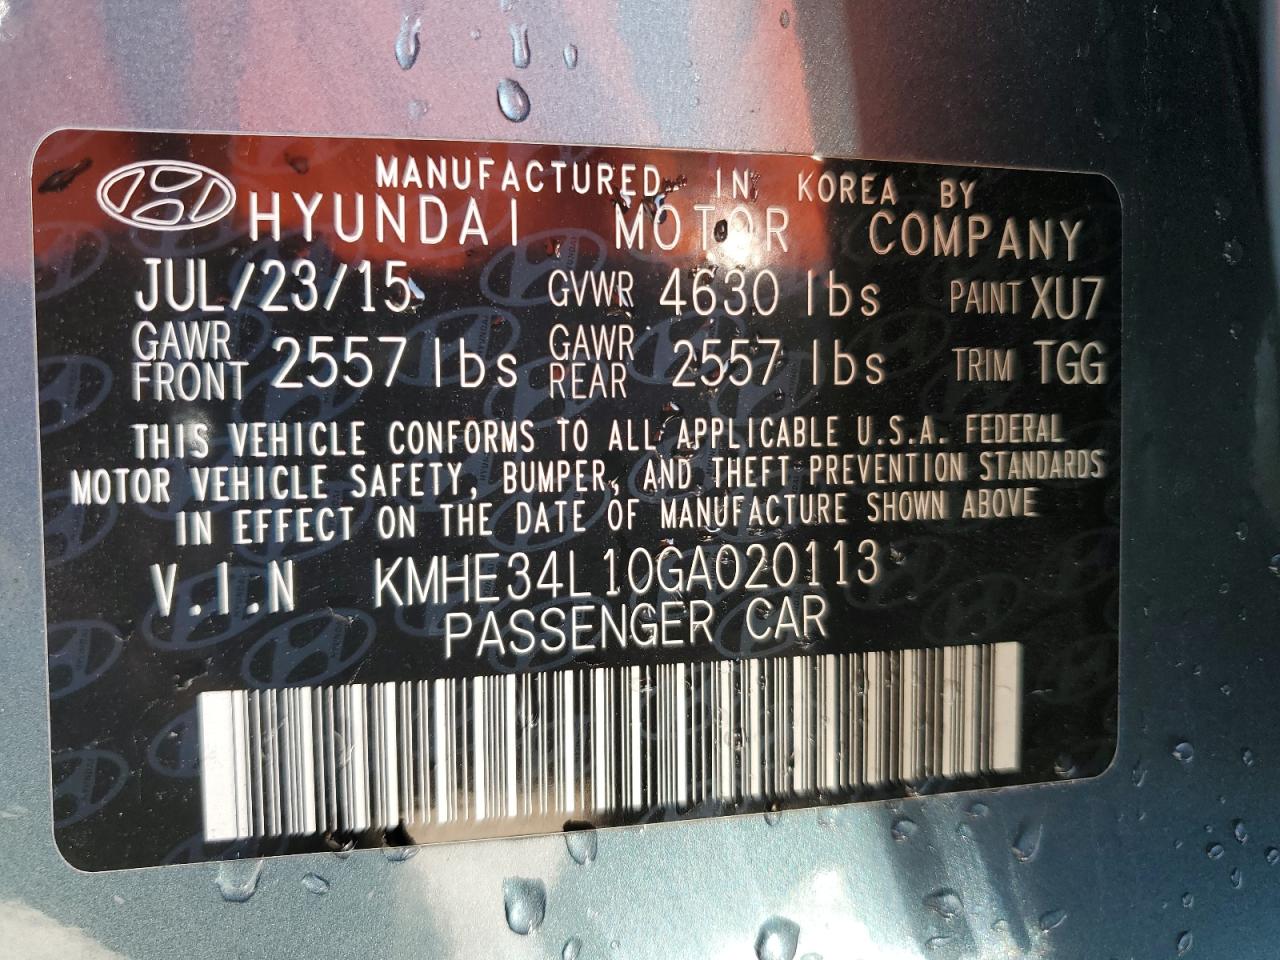 MANUFACTURED IN KOREA BY
HYUNDAI MOTOR COMPANY
JUL/23/15 GVWR 4630 lbs PAINT XU7
GAWR FRONT 2557 lbs GAWR REAR 2557 lbs TRIM TGG
THIS VEHICLE CONFORMS TO ALL APPLICABLE U.S.A. FEDERAL
MOTOR VEHICLE SAFETY, BUMPER, AND THEFT PREVENTION STANDARDS
IN EFFECT ON THE DATE OF MANUFACTURE SHOWN ABOVE
V.I.N KMHE34L10GA020113
PASSENGER CAR